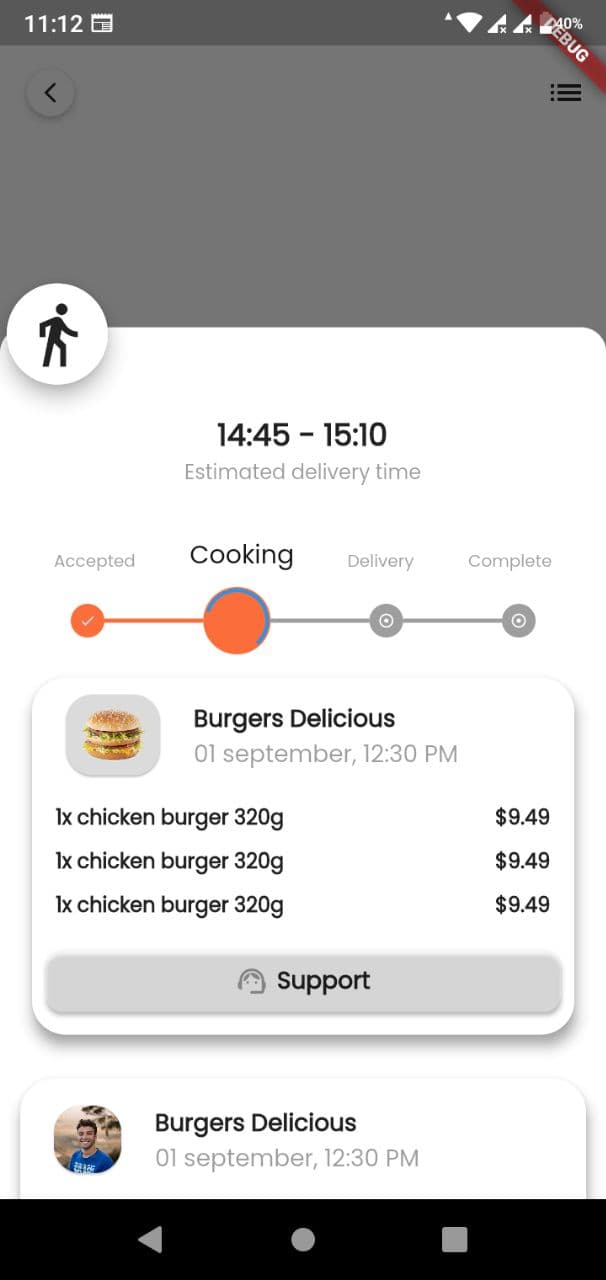 11:12
40%
DEBUG
14:45 - 15:10
Estimated delivery time
Accepted
Cooking
Delivery
Complete
Burgers Delicious
01 september, 12:30 PM
1x chicken burger 320g $9.49
1x chicken burger 320g $9.49
1x chicken burger 320g $9.49
Support
Burgers Delicious
01 september, 12:30 PM